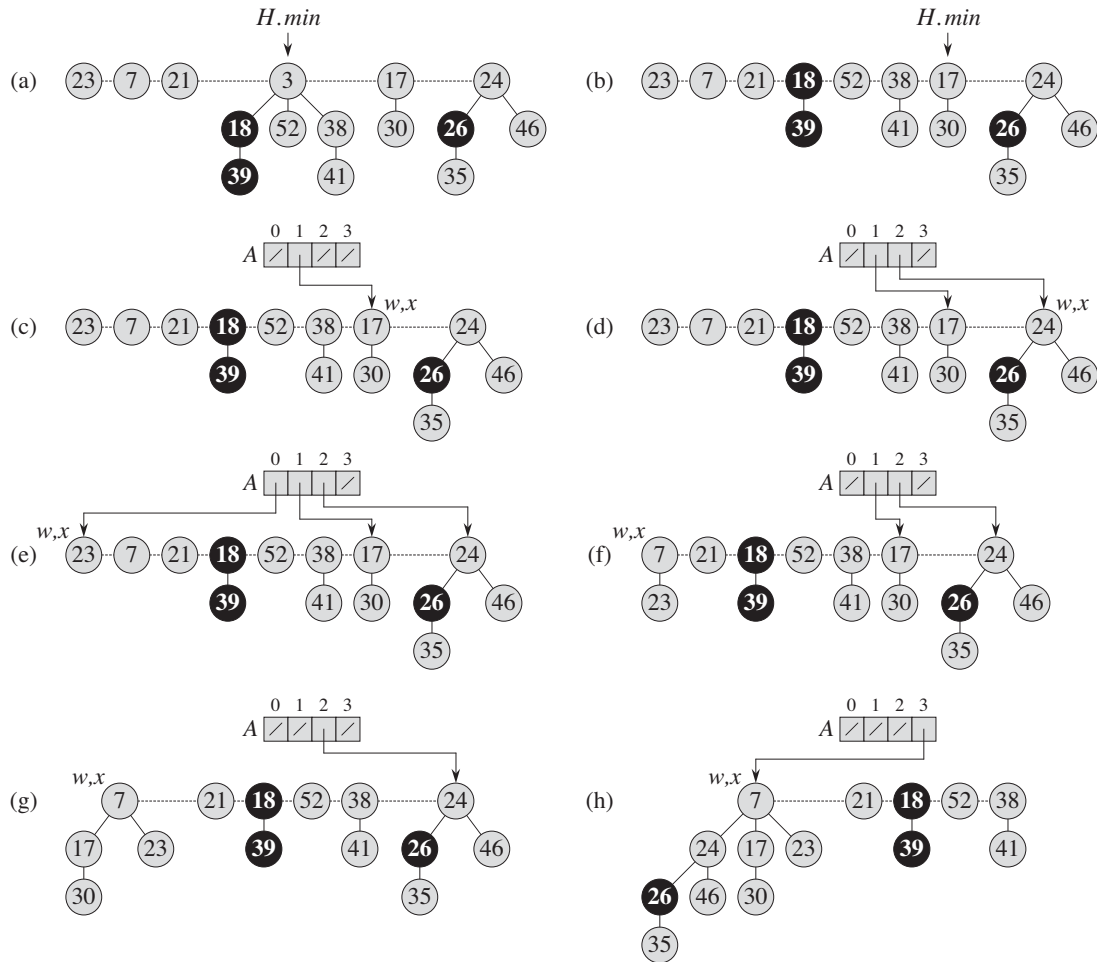 H.min H.min
(a) 23 7 21 3 17 24 (b) 23 7 21 18 52 38 17 24
18 52 38 30 26 46 39 41 30 26 46
39 41 35 35
0 1 2 3 0 1 2 3
A A
w,x w,x
(c) 23 7 21 18 52 38 17 24 (d) 23 7 21 18 52 38 17 24
39 41 30 26 46 39 41 30 26 46
35 35
0 1 2 3 0 1 2 3
A A
w,x w,x
(e) 23 7 21 18 52 38 17 24 (f) 7 21 18 52 38 17 24
39 41 30 26 46 23 39 41 30 26 46
35 35
0 1 2 3 0 1 2 3
A A
w,x w,x
(g) 7 21 18 52 38 24 (h) 7 21 18 52 38
17 23 39 41 26 46 24 17 23 39 41
30 35 26 46 30
35